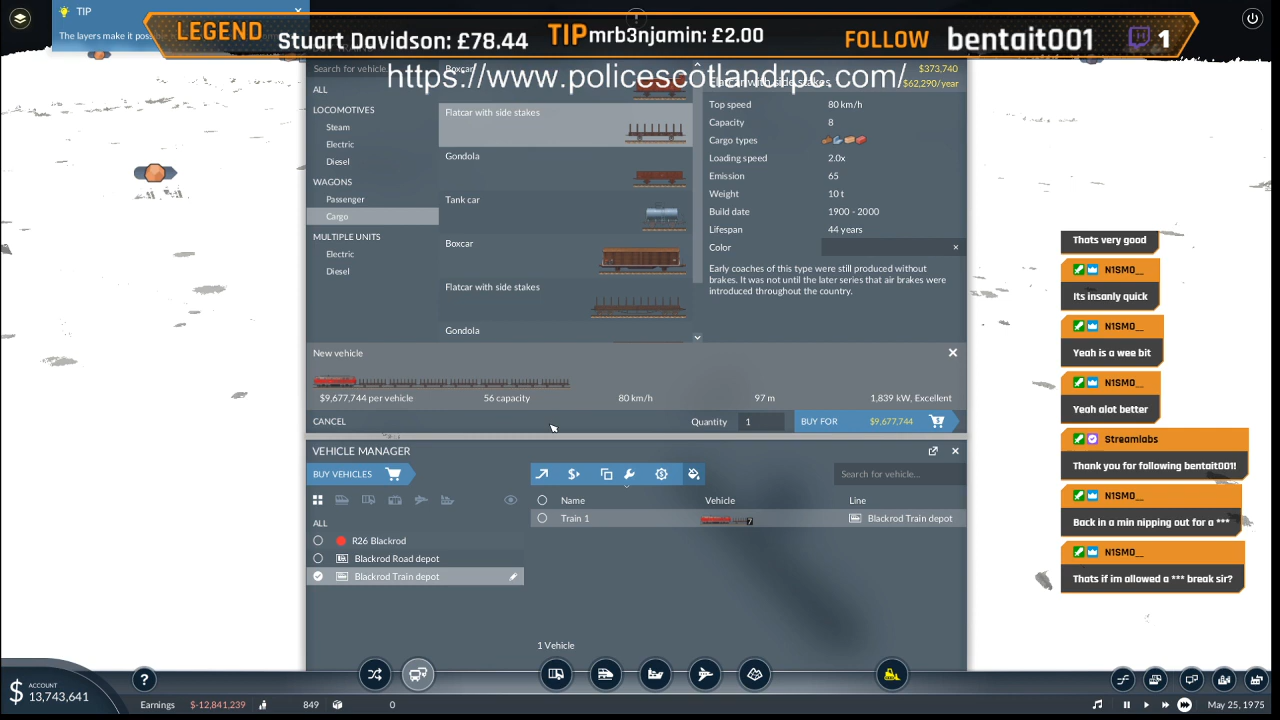 TIP
The layers make it poss
LEGEND
Stuart Davidson: £78.44
TIP
mrb3njamin: £2.00
FOLLOW
bentait001
1
https://www.policescotlandrpc.com/
Search for vehicle...
ALL
LOCOMOTIVES
Steam
Electric
Diesel
WAGONS
Passenger
Cargo
MULTIPLE UNITS
Electric
Diesel
Boxcar
Flatcar with side stakes
Gondola
Tank car
Boxcar
Flatcar with side stakes
Gondola
$373,740
Flatcar with side stakes
$62,290/year
Top speed 80 km/h
Capacity 8
Cargo types
Loading speed 2.0x
Emission 65
Weight 10 t
Build date 1900 - 2000
Lifespan 44 years
Color ×
Early coaches of this type were still produced without
brakes. It was not until the later series that air brakes were
introduced throughout the country.
New vehicle
$9,677,744 per vehicle 56 capacity 80 km/h 97 m 1,839 kW, Excellent
CANCEL Quantity 1 BUY FOR $9,677,744
VEHICLE MANAGER
BUY VEHICLES
Search for vehicle...
Name Vehicle Line
Train 1 7 Blackrod Train depot
ALL
R26 Blackrod
Blackrod Road depot
Blackrod Train depot
1 Vehicle
Thats very good
N1SMO__
Its insanly quick
N1SMO__
Yeah is a wee bit
N1SMO__
Yeah alot better
Streamlabs
Thank you for following bentait001!
N1SMO__
Back in a min nipping out for a ***
N1SMO__
Thats if im allowed a *** break sir?
$ ACCOUNT
13,743,641
?
Earnings $-12,841,239 849 0
May 25, 1975